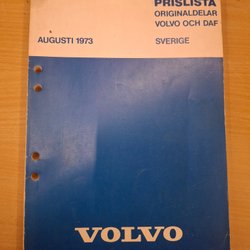 PRISLISTA
ORIGINALDELAR
VOLVO OCH DAF
AUGUSTI 1973 SVERIGE
VOLVO